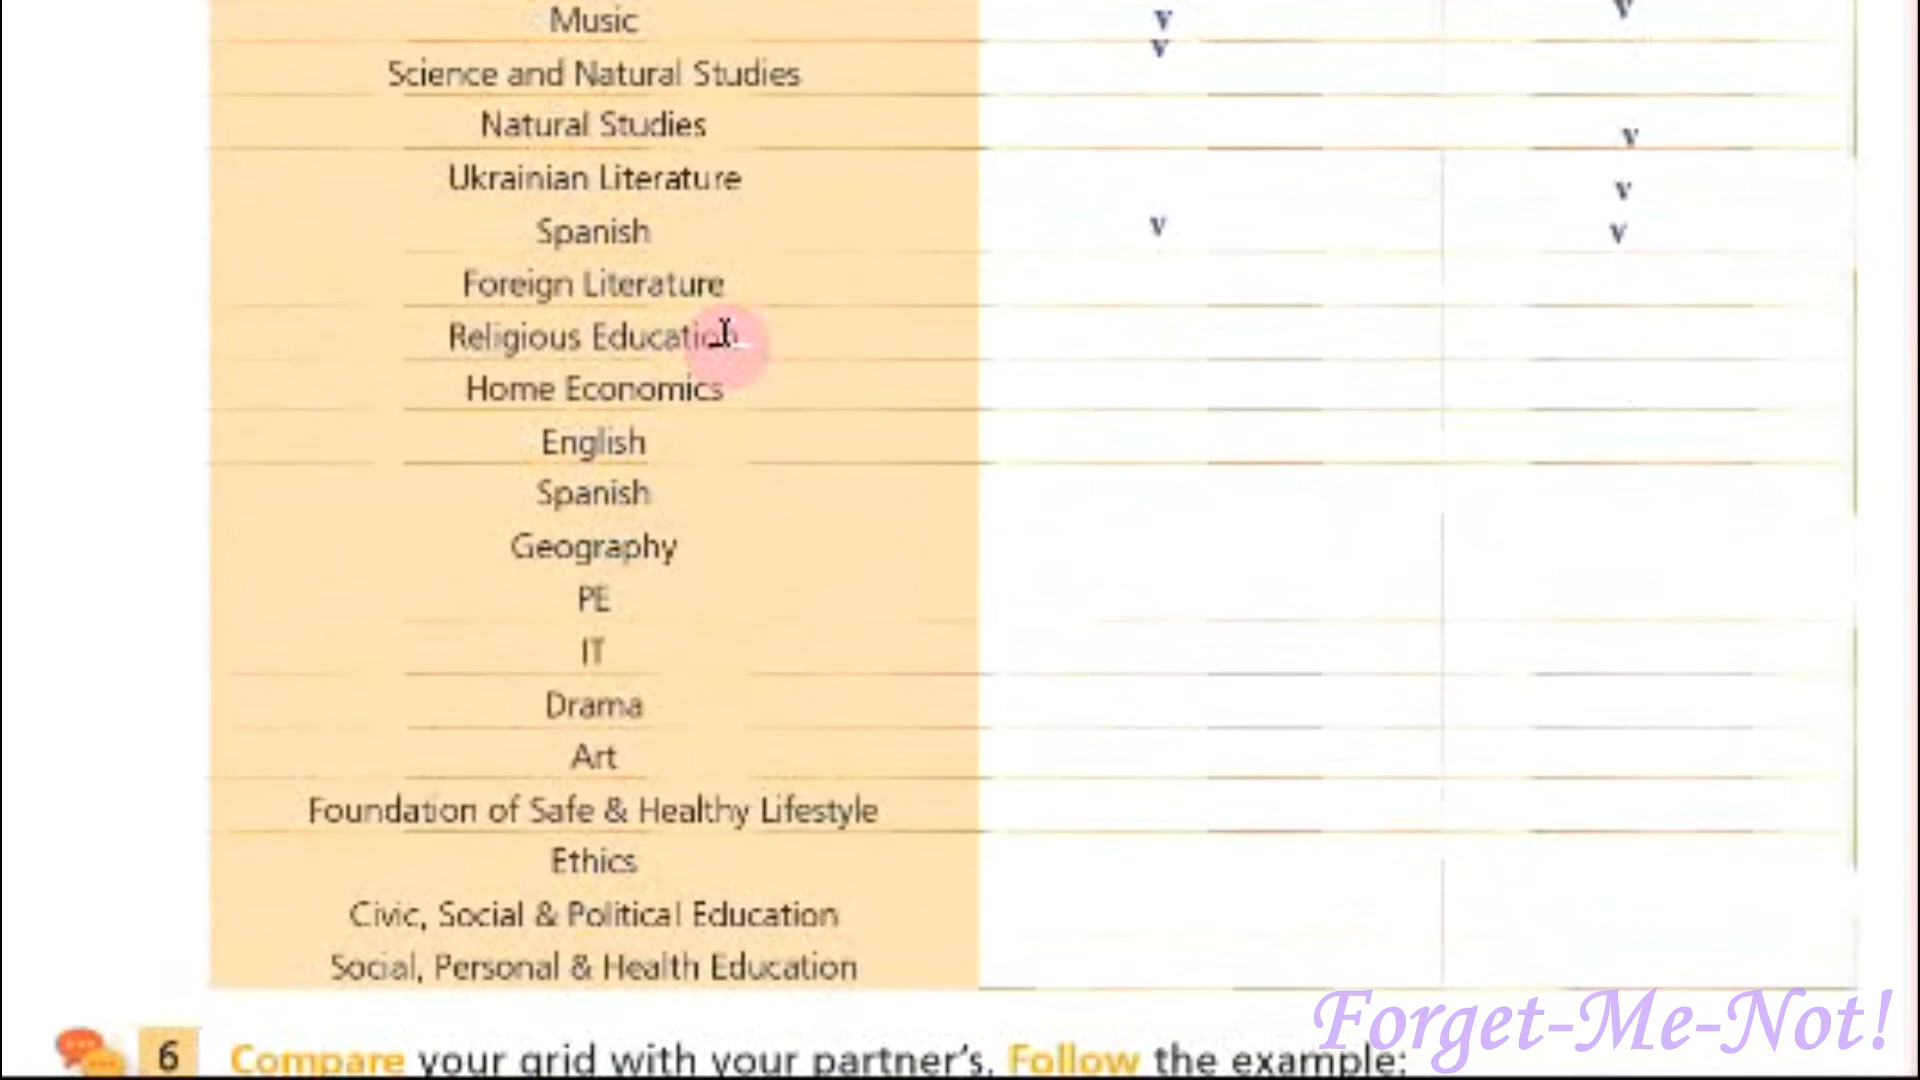 Music v v
v
Science and Natural Studies
Natural Studies v
Ukrainian Literature v
Spanish v v
Foreign Literature
Religious Education
Home Economics
English
Spanish
Geography
PE
IT
Drama
Art
Foundation of Safe & Healthy Lifestyle
Ethics
Civic, Social & Political Education
Social, Personal & Health Education
Forget-Me-Not!
6 Compare your grid with your partner's. Follow the example: